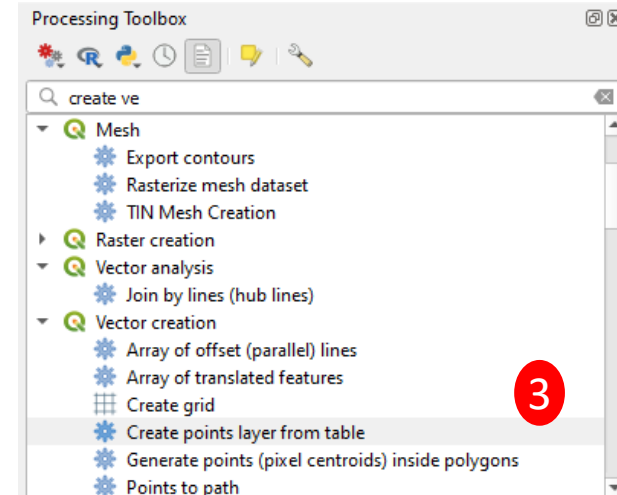 Processing Toolbox
create ve
Mesh
Export contours
Rasterize mesh dataset
TIN Mesh Creation
Raster creation
Vector analysis
Join by lines (hub lines)
Vector creation
Array of offset (parallel) lines
Array of translated features
Create grid
3
Create points layer from table
Generate points (pixel centroids) inside polygons
Points to path